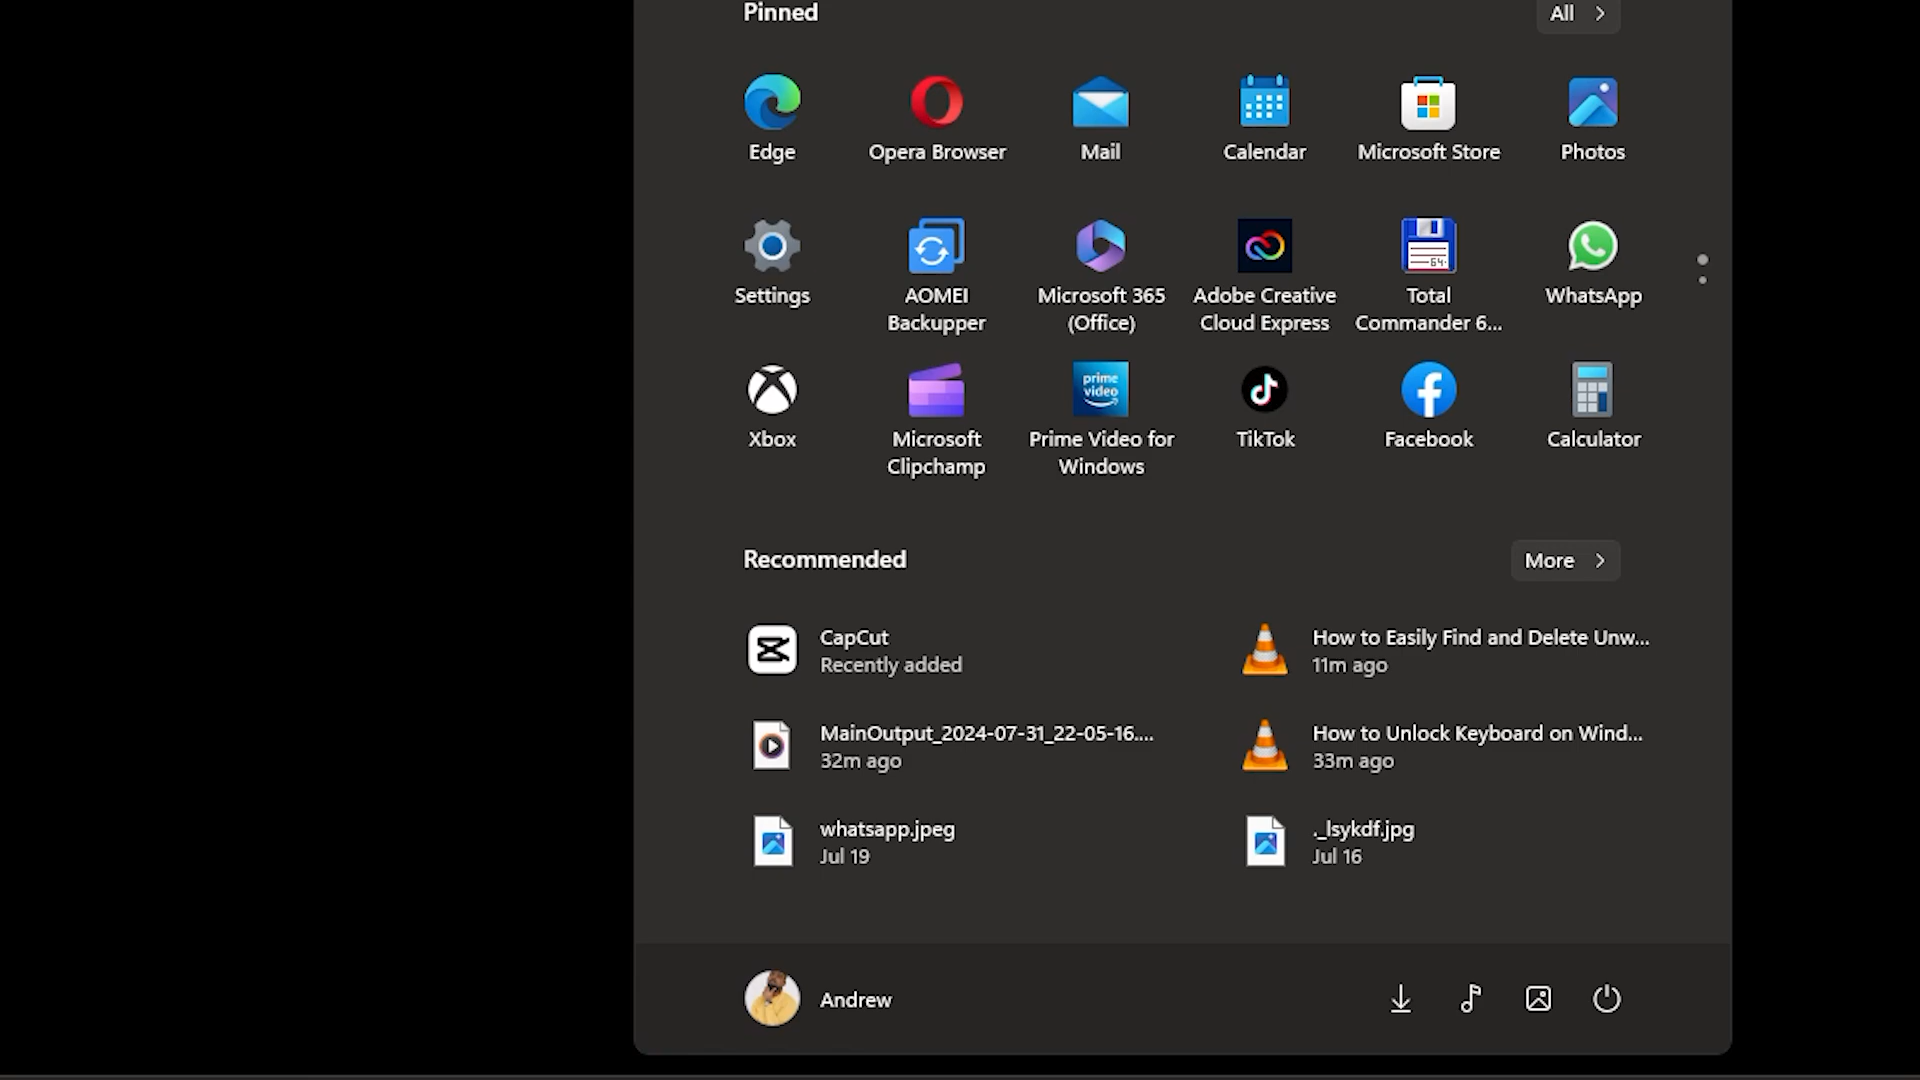 Pinned
All
Edge
Opera Browser
Mail
Calendar
Microsoft Store
Photos
Settings
AOMEI
Backupper
Microsoft 365
(Office)
Adobe Creative
Cloud Express
64
Total
Commander 6...
WhatsApp
Xbox
Microsoft
Clipchamp
prime
video
Prime Video for
Windows
TikTok
Facebook
Calculator
Recommended
More
CapCut
Recently added
How to Easily Find and Delete Unw...
11m ago
MainOutput_2024-07-31_22-05-16....
32m ago
How to Unlock Keyboard on Wind...
33m ago
whatsapp.jpeg
Jul 19
._lsykdf.jpg
Jul 16
Andrew